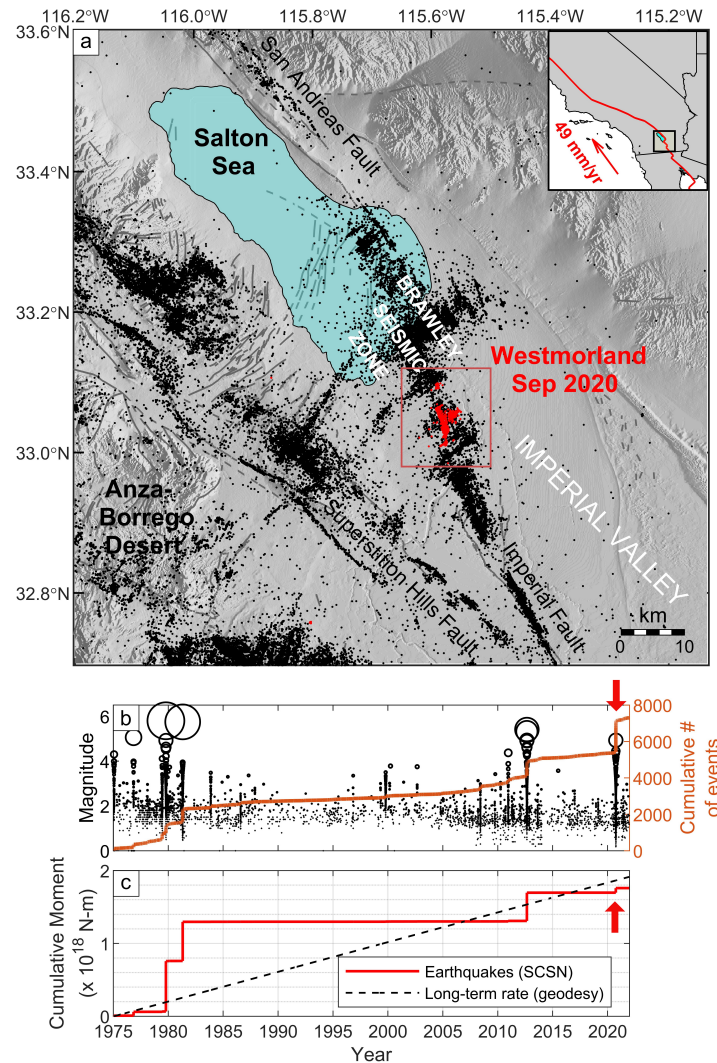 116.2°W 116.0°W 115.8°W 115.6°W 115.4°W 115.2°W
33.6°N
33.4°N
33.2°N
33.0°N
32.8°N
a
San Andreas Fault
Salton
Sea
49 mm/yr
BRAWLEY
SEISMIC
ZONE
Westmorland
Sep 2020
IMPERIAL VALLEY
Anza-
Borrego
Desert
Superstition Hills Fault
Imperial Fault
km
0 10
b
Magnitude
6
4
2
0
8000
6000
4000
2000
0
Cumulative #
of events
c
Cumulative Moment
(x 10^18 N-m)
2
1
0
Earthquakes (SCSN)
Long-term rate (geodesy)
1975 1980 1985 1990 1995 2000 2005 2010 2015 2020
Year